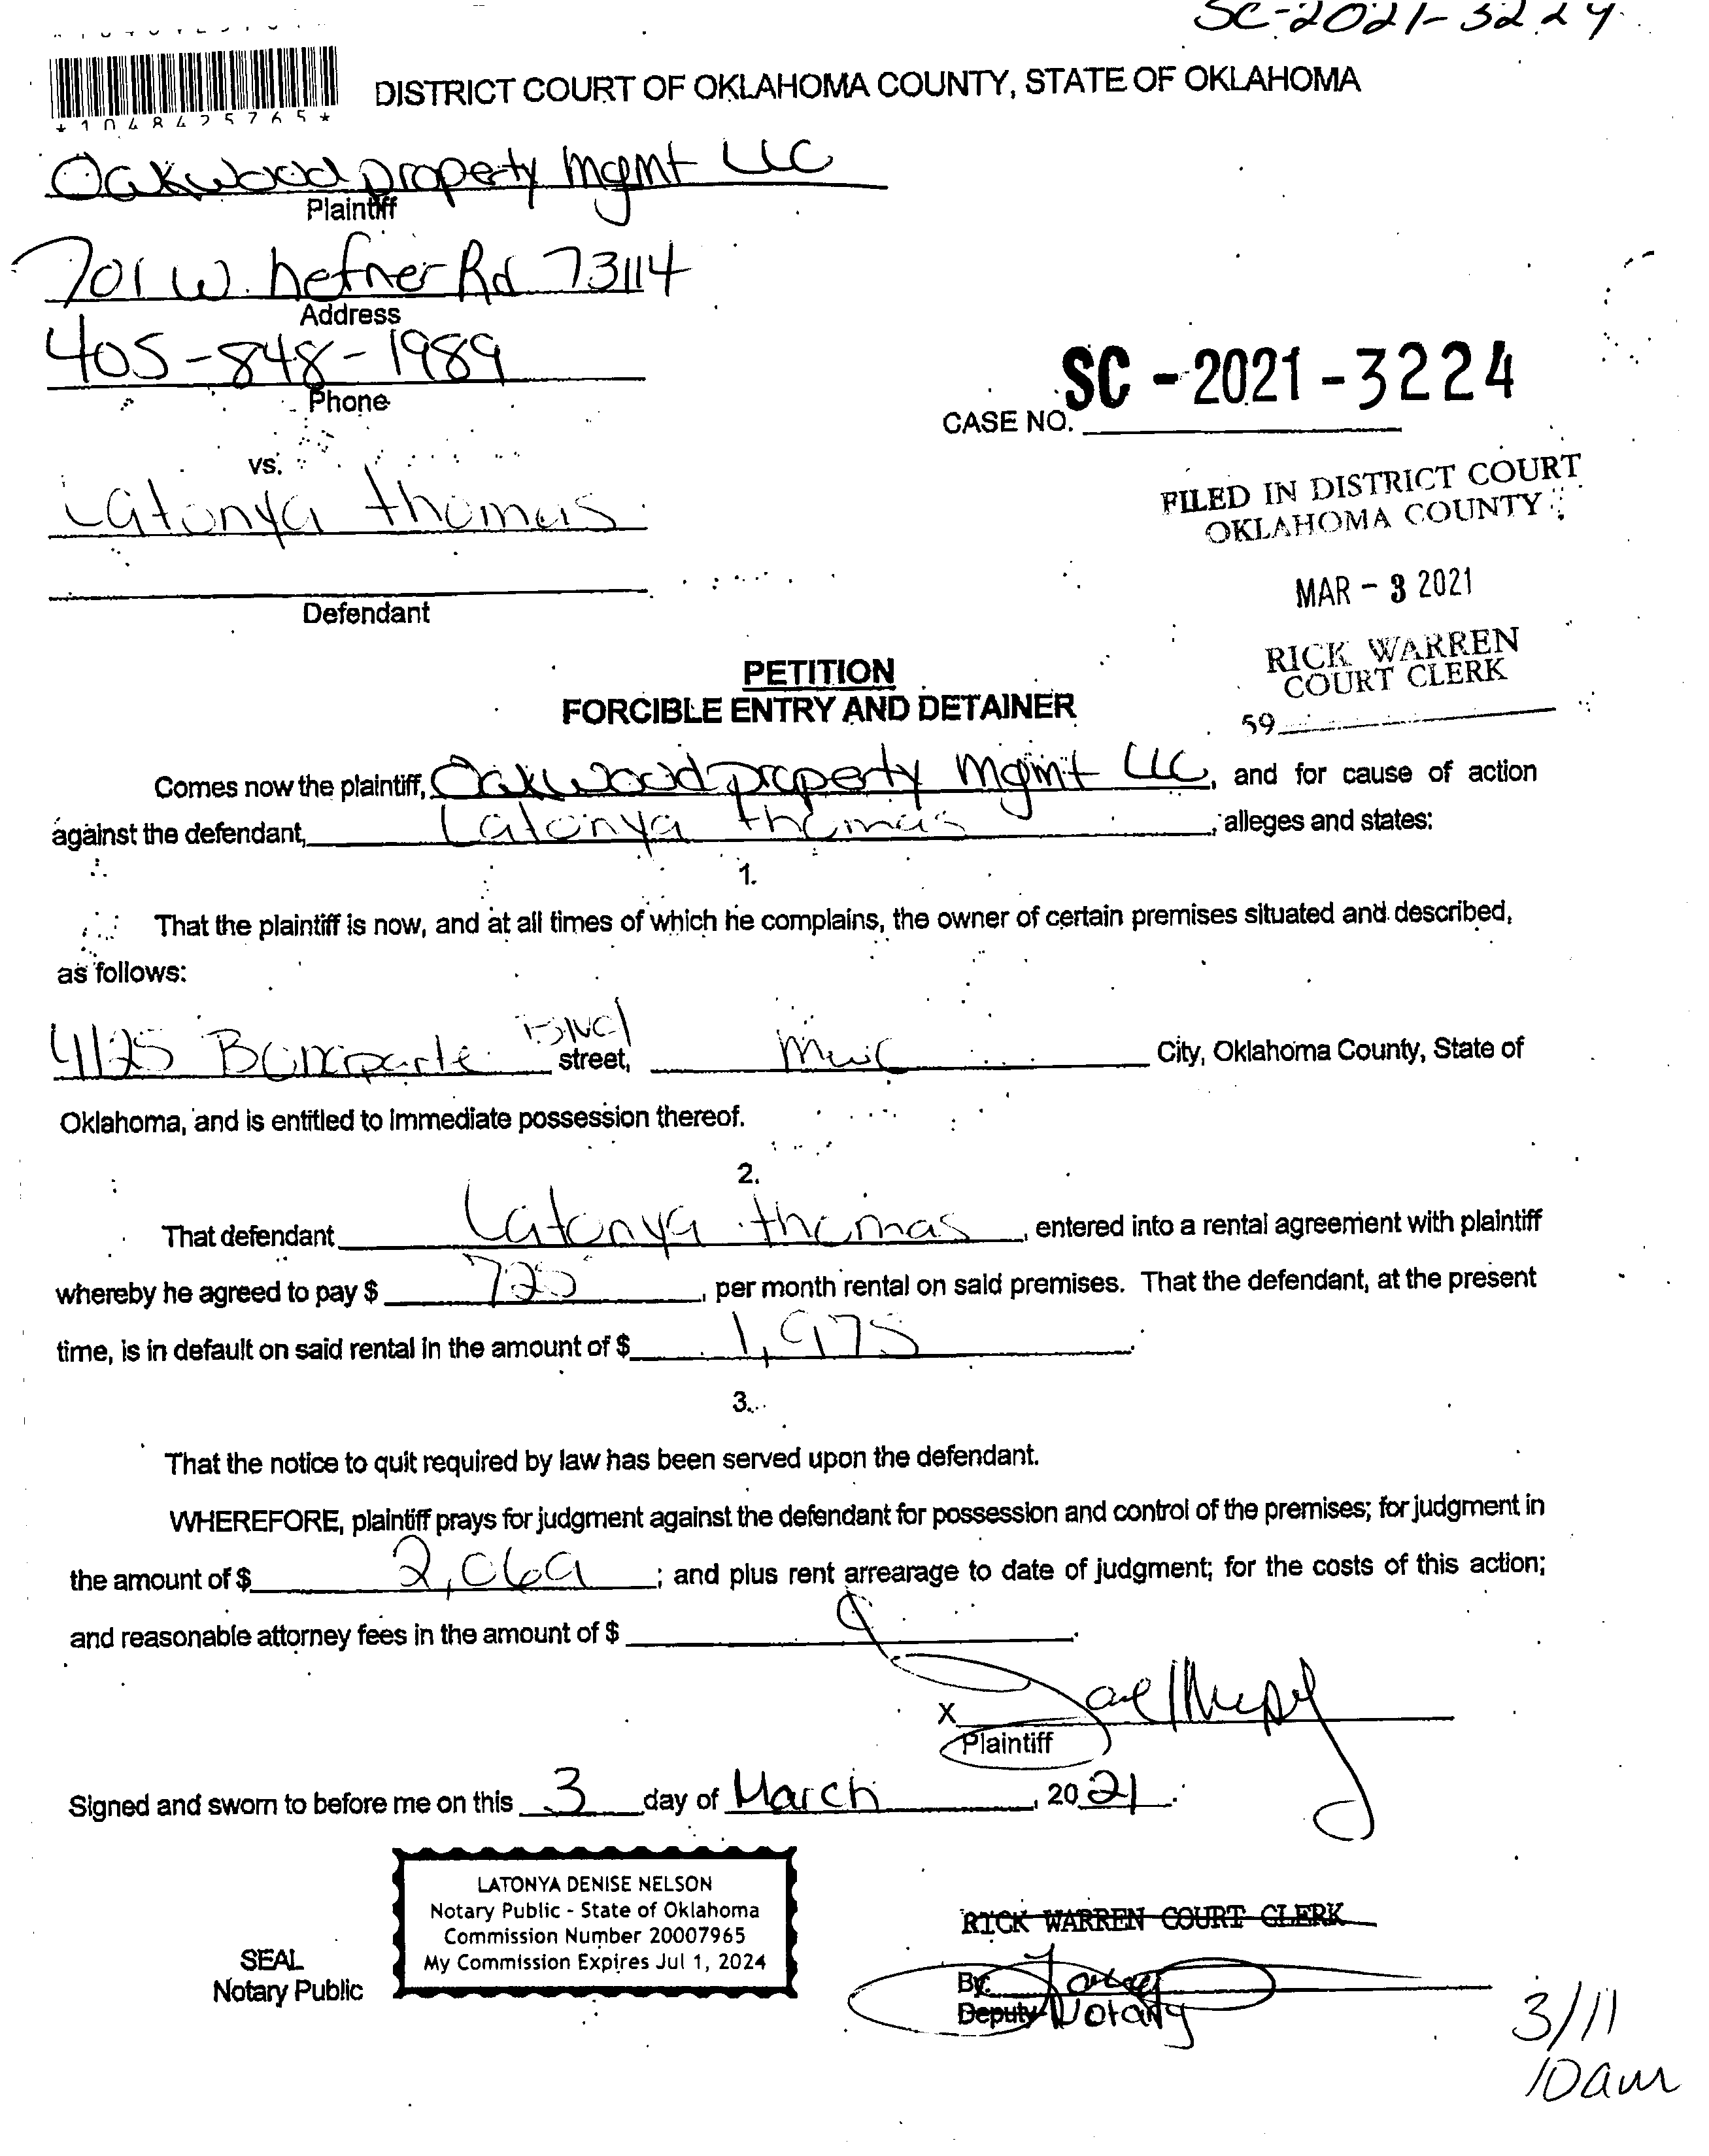 SC-2021-3224
*1048425765*
DISTRICT COURT OF OKLAHOMA COUNTY, STATE OF OKLAHOMA
Oakwood property Mgmt LLC
Plaintiff
701 W. hefner Rd 73114
Address
405-848-1989
Phone
SC - 2021 - 3224
CASE NO.
vs.
Latonya thomas
FILED IN DISTRICT COURT
OKLAHOMA COUNTY
MAR - 3 2021
Defendant
RICK WARREN
COURT CLERK
59
PETITION
FORCIBLE ENTRY AND DETAINER
Comes now the plaintiff, Oakwood property Mgmt LLC, and for cause of action
against the defendant, Latonya thomas, alleges and states:
1.
That the plaintiff is now, and at all times of which he complains, the owner of certain premises situated and described,
as follows:
4125 Bonaparte Blvd street, City, Oklahoma County, State of
Oklahoma, and is entitled to immediate possession thereof.
2.
That defendant Latonya thomas, entered into a rental agreement with plaintiff
whereby he agreed to pay $ 725, per month rental on said premises. That the defendant, at the present
time, is in default on said rental in the amount of $ 1,975.
3.
That the notice to quit required by law has been served upon the defendant.
WHEREFORE, plaintiff prays for judgment against the defendant for possession and control of the premises; for judgment in
the amount of $ 2,069; and plus rent arrearage to date of judgment; for the costs of this action;
and reasonable attorney fees in the amount of $.
X
Plaintiff
Signed and sworn to before me on this 3 day of March, 2021.
LATONYA DENISE NELSON
Notary Public - State of Oklahoma
Commission Number 20007965
My Commission Expires Jul 1, 2024
SEAL
Notary Public
RICK WARREN COURT CLERK
By:
Deputy Notary
3/11
10am